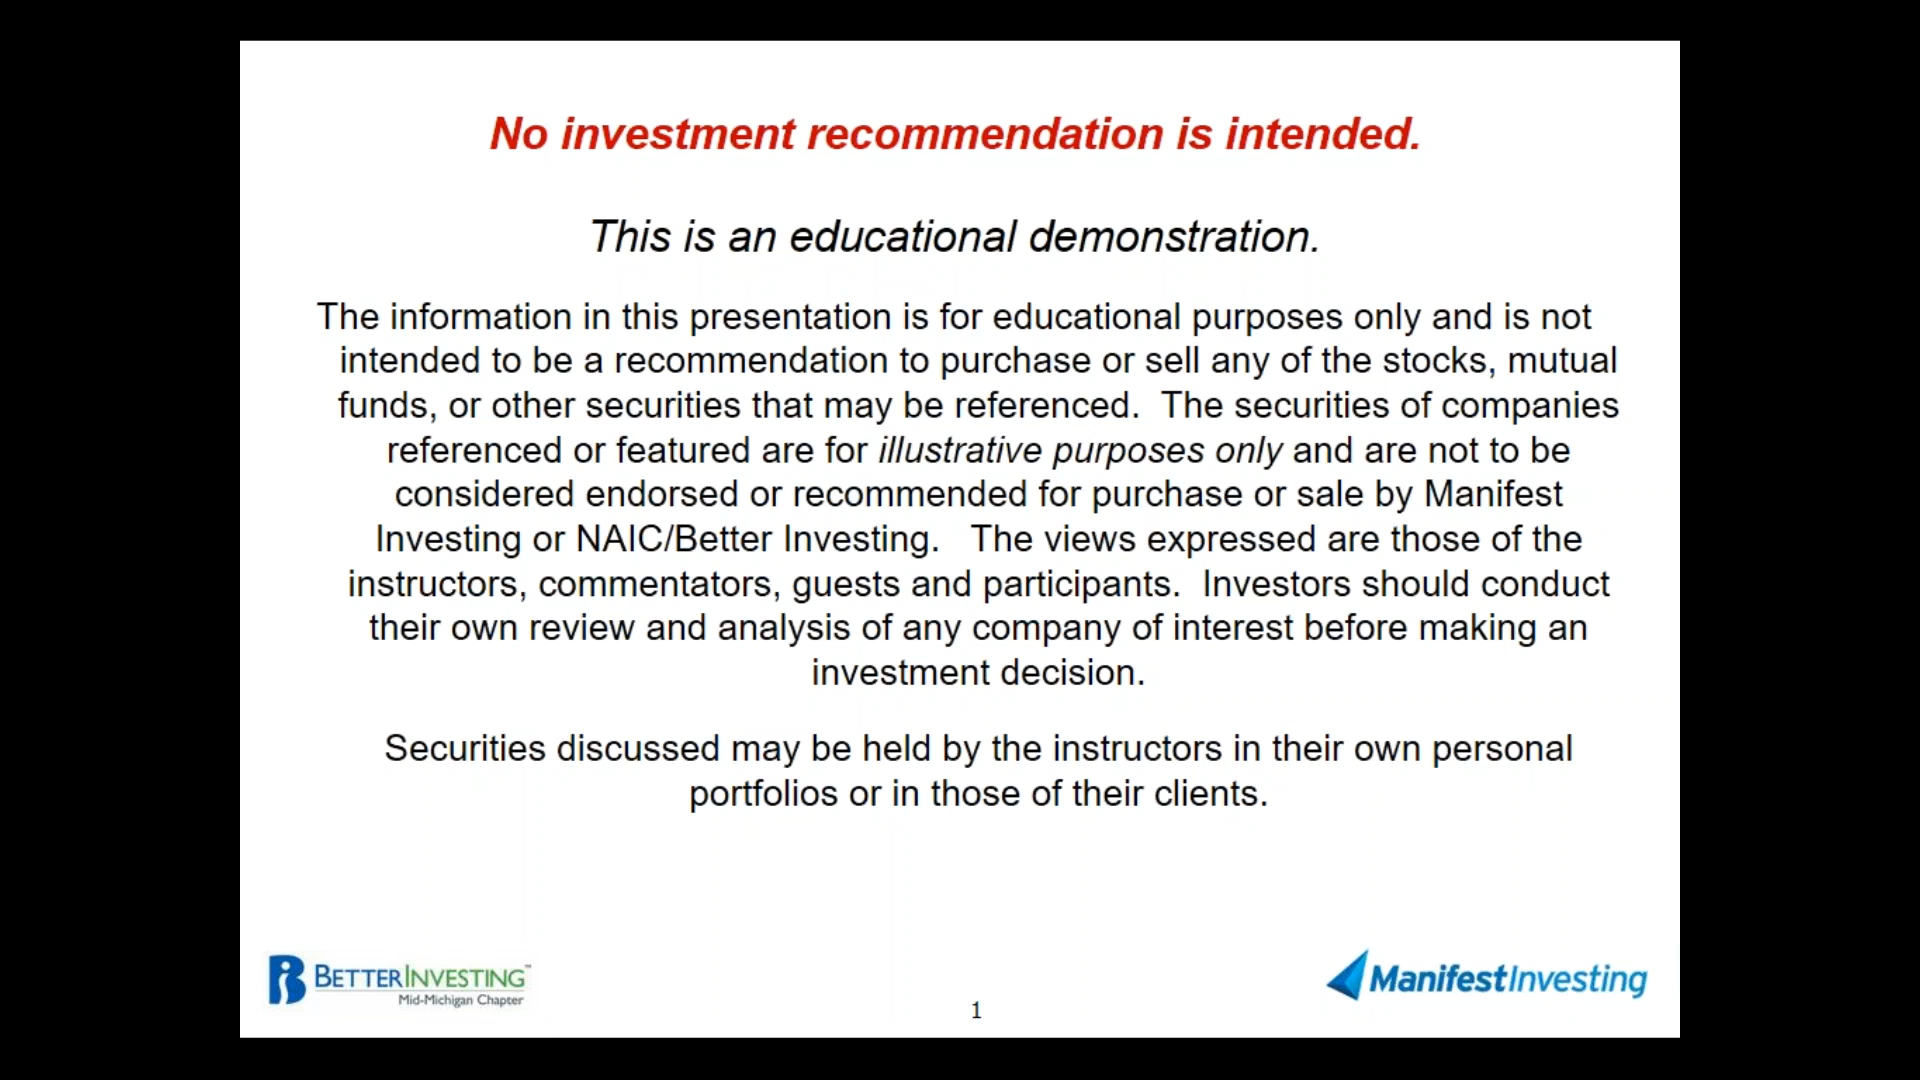 No investment recommendation is intended.
This is an educational demonstration.
The information in this presentation is for educational purposes only and is not
intended to be a recommendation to purchase or sell any of the stocks, mutual
funds, or other securities that may be referenced.  The securities of companies
referenced or featured are for illustrative purposes only and are not to be
considered endorsed or recommended for purchase or sale by Manifest
Investing or NAIC/Better Investing.   The views expressed are those of the
instructors, commentators, guests and participants.  Investors should conduct
their own review and analysis of any company of interest before making an
investment decision.
Securities discussed may be held by the instructors in their own personal
portfolios or in those of their clients.
BETTERINVESTING™
Mid-Michigan Chapter
1
ManifestInvesting